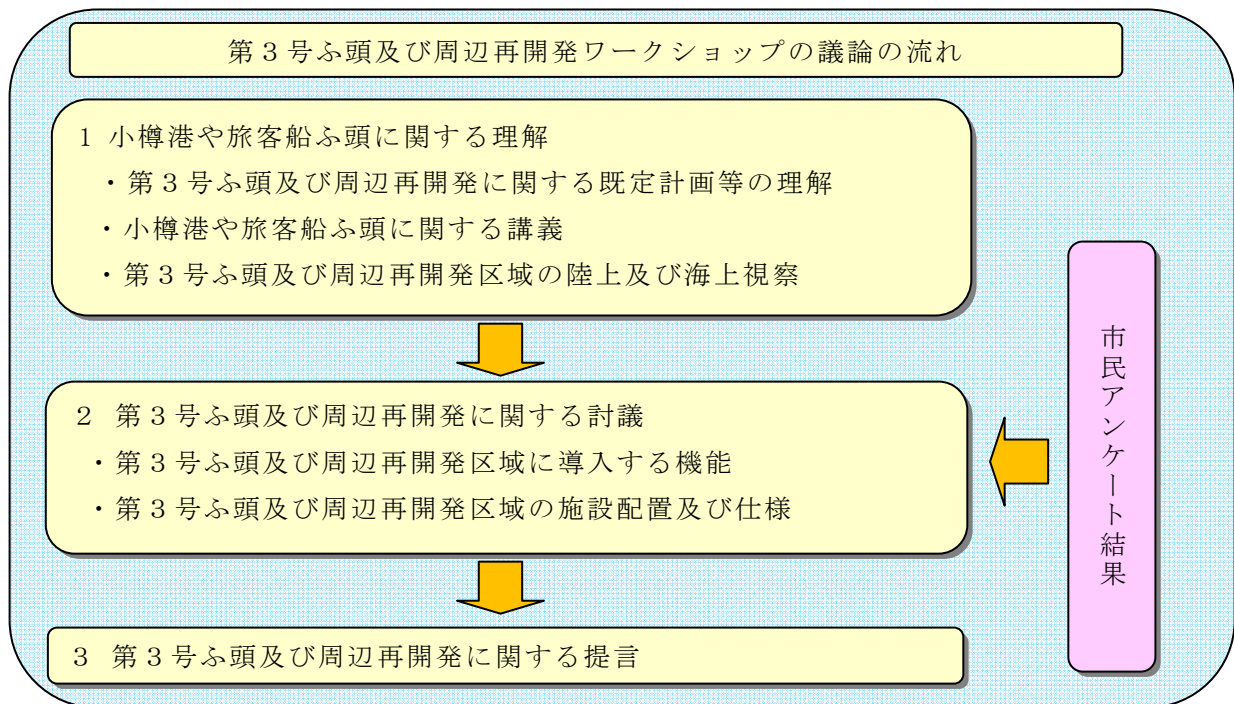 第３号ふ頭及び周辺再開発ワークショップの議論の流れ
１ 小樽港や旅客船ふ頭に関する理解
・第３号ふ頭及び周辺再開発に関する既定計画等の理解
・小樽港や旅客船ふ頭に関する講義
・第３号ふ頭及び周辺再開発区域の陸上及び海上視察
２ 第３号ふ頭及び周辺再開発に関する討議
・第３号ふ頭及び周辺再開発区域に導入する機能
・第３号ふ頭及び周辺再開発区域の施設配置及び仕様
３ 第３号ふ頭及び周辺再開発に関する提言
市民アンケート結果